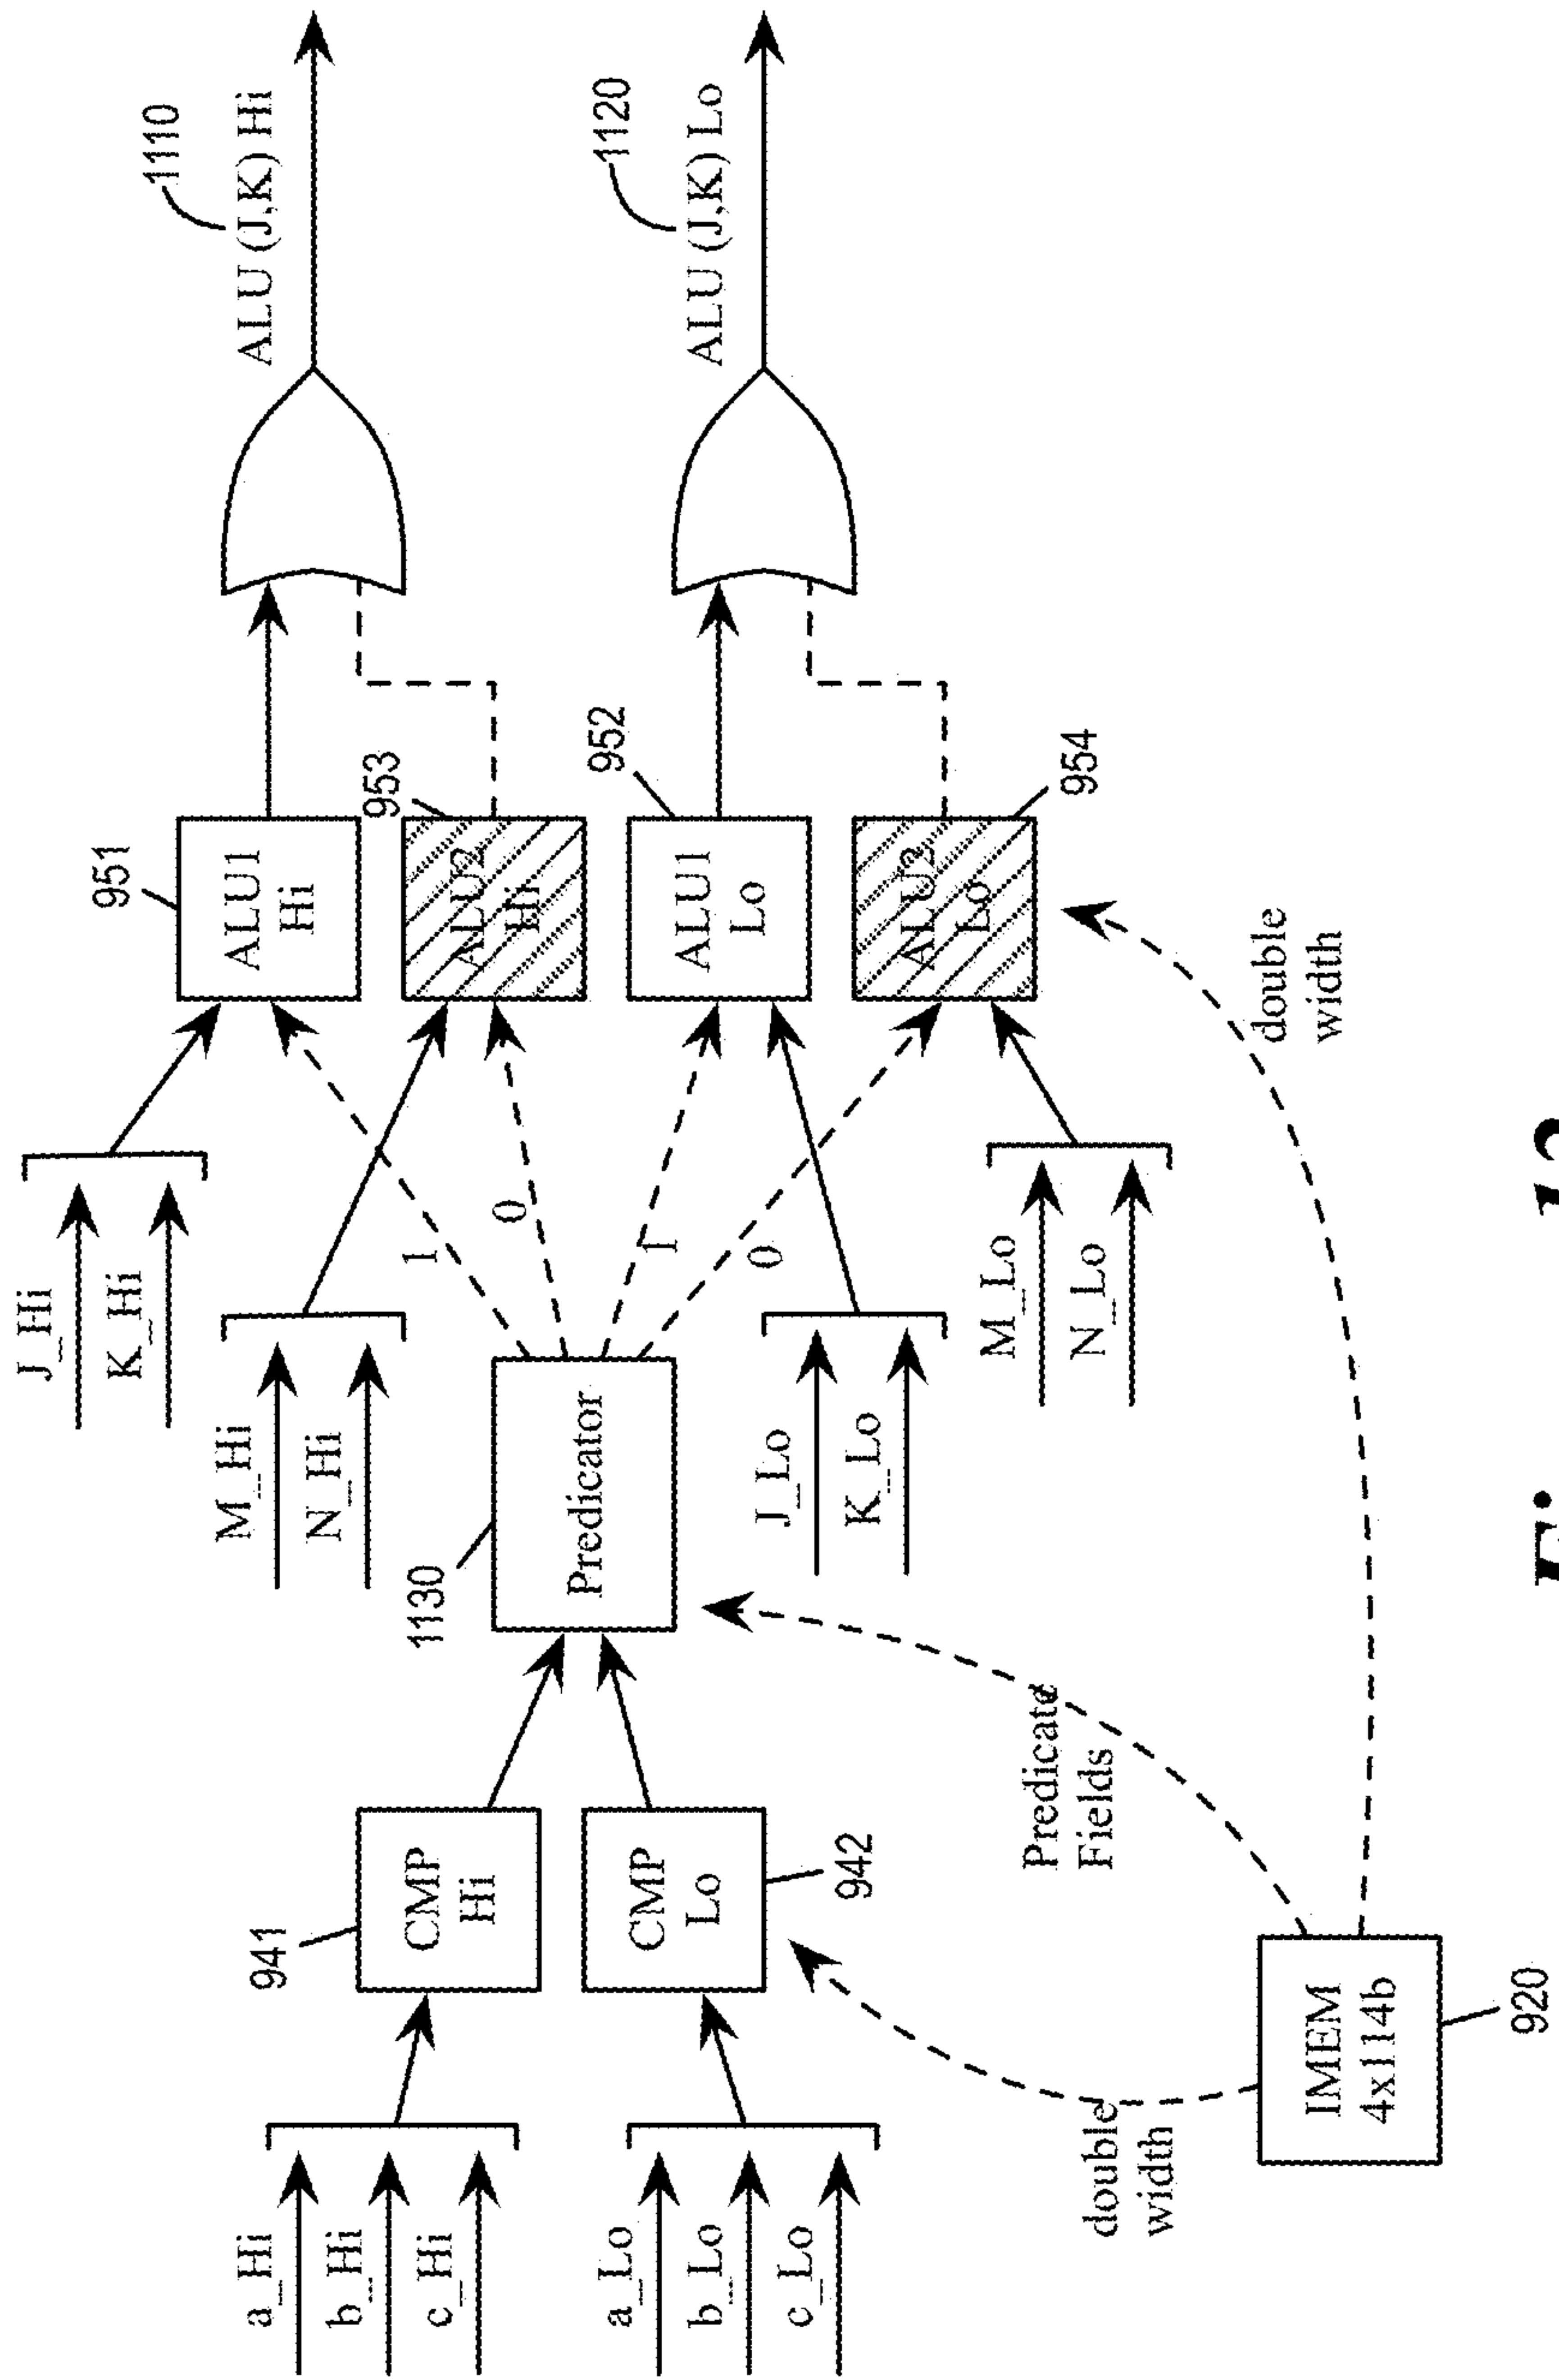 a_Hi
b_Hi
c_Hi
a_Lo
b_Lo
c_Lo
941
CMP
Hi
CMP
Lo
942
double
width
IMEM
4x114b
920
Predicate
Fields
1130
Predicator
J_Hi
K_Hi
M_Hi
N_Hi
J_Lo
K_Lo
M_Lo
N_Lo
1
0
1
0
double
width
951
ALU1
Hi
953
ALU2
Hi
952
ALU1
Lo
954
ALU2
Lo
1110
ALU (J,K) Hi
1120
ALU (J,K) Lo